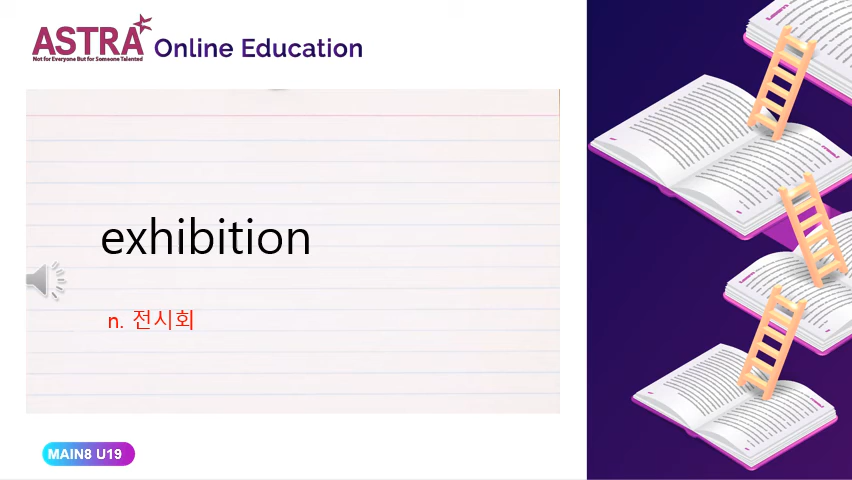 ASTRA Online Education
Not for Everyone But for Someone Talented
exhibition
n. 전시회
MAIN8 U19